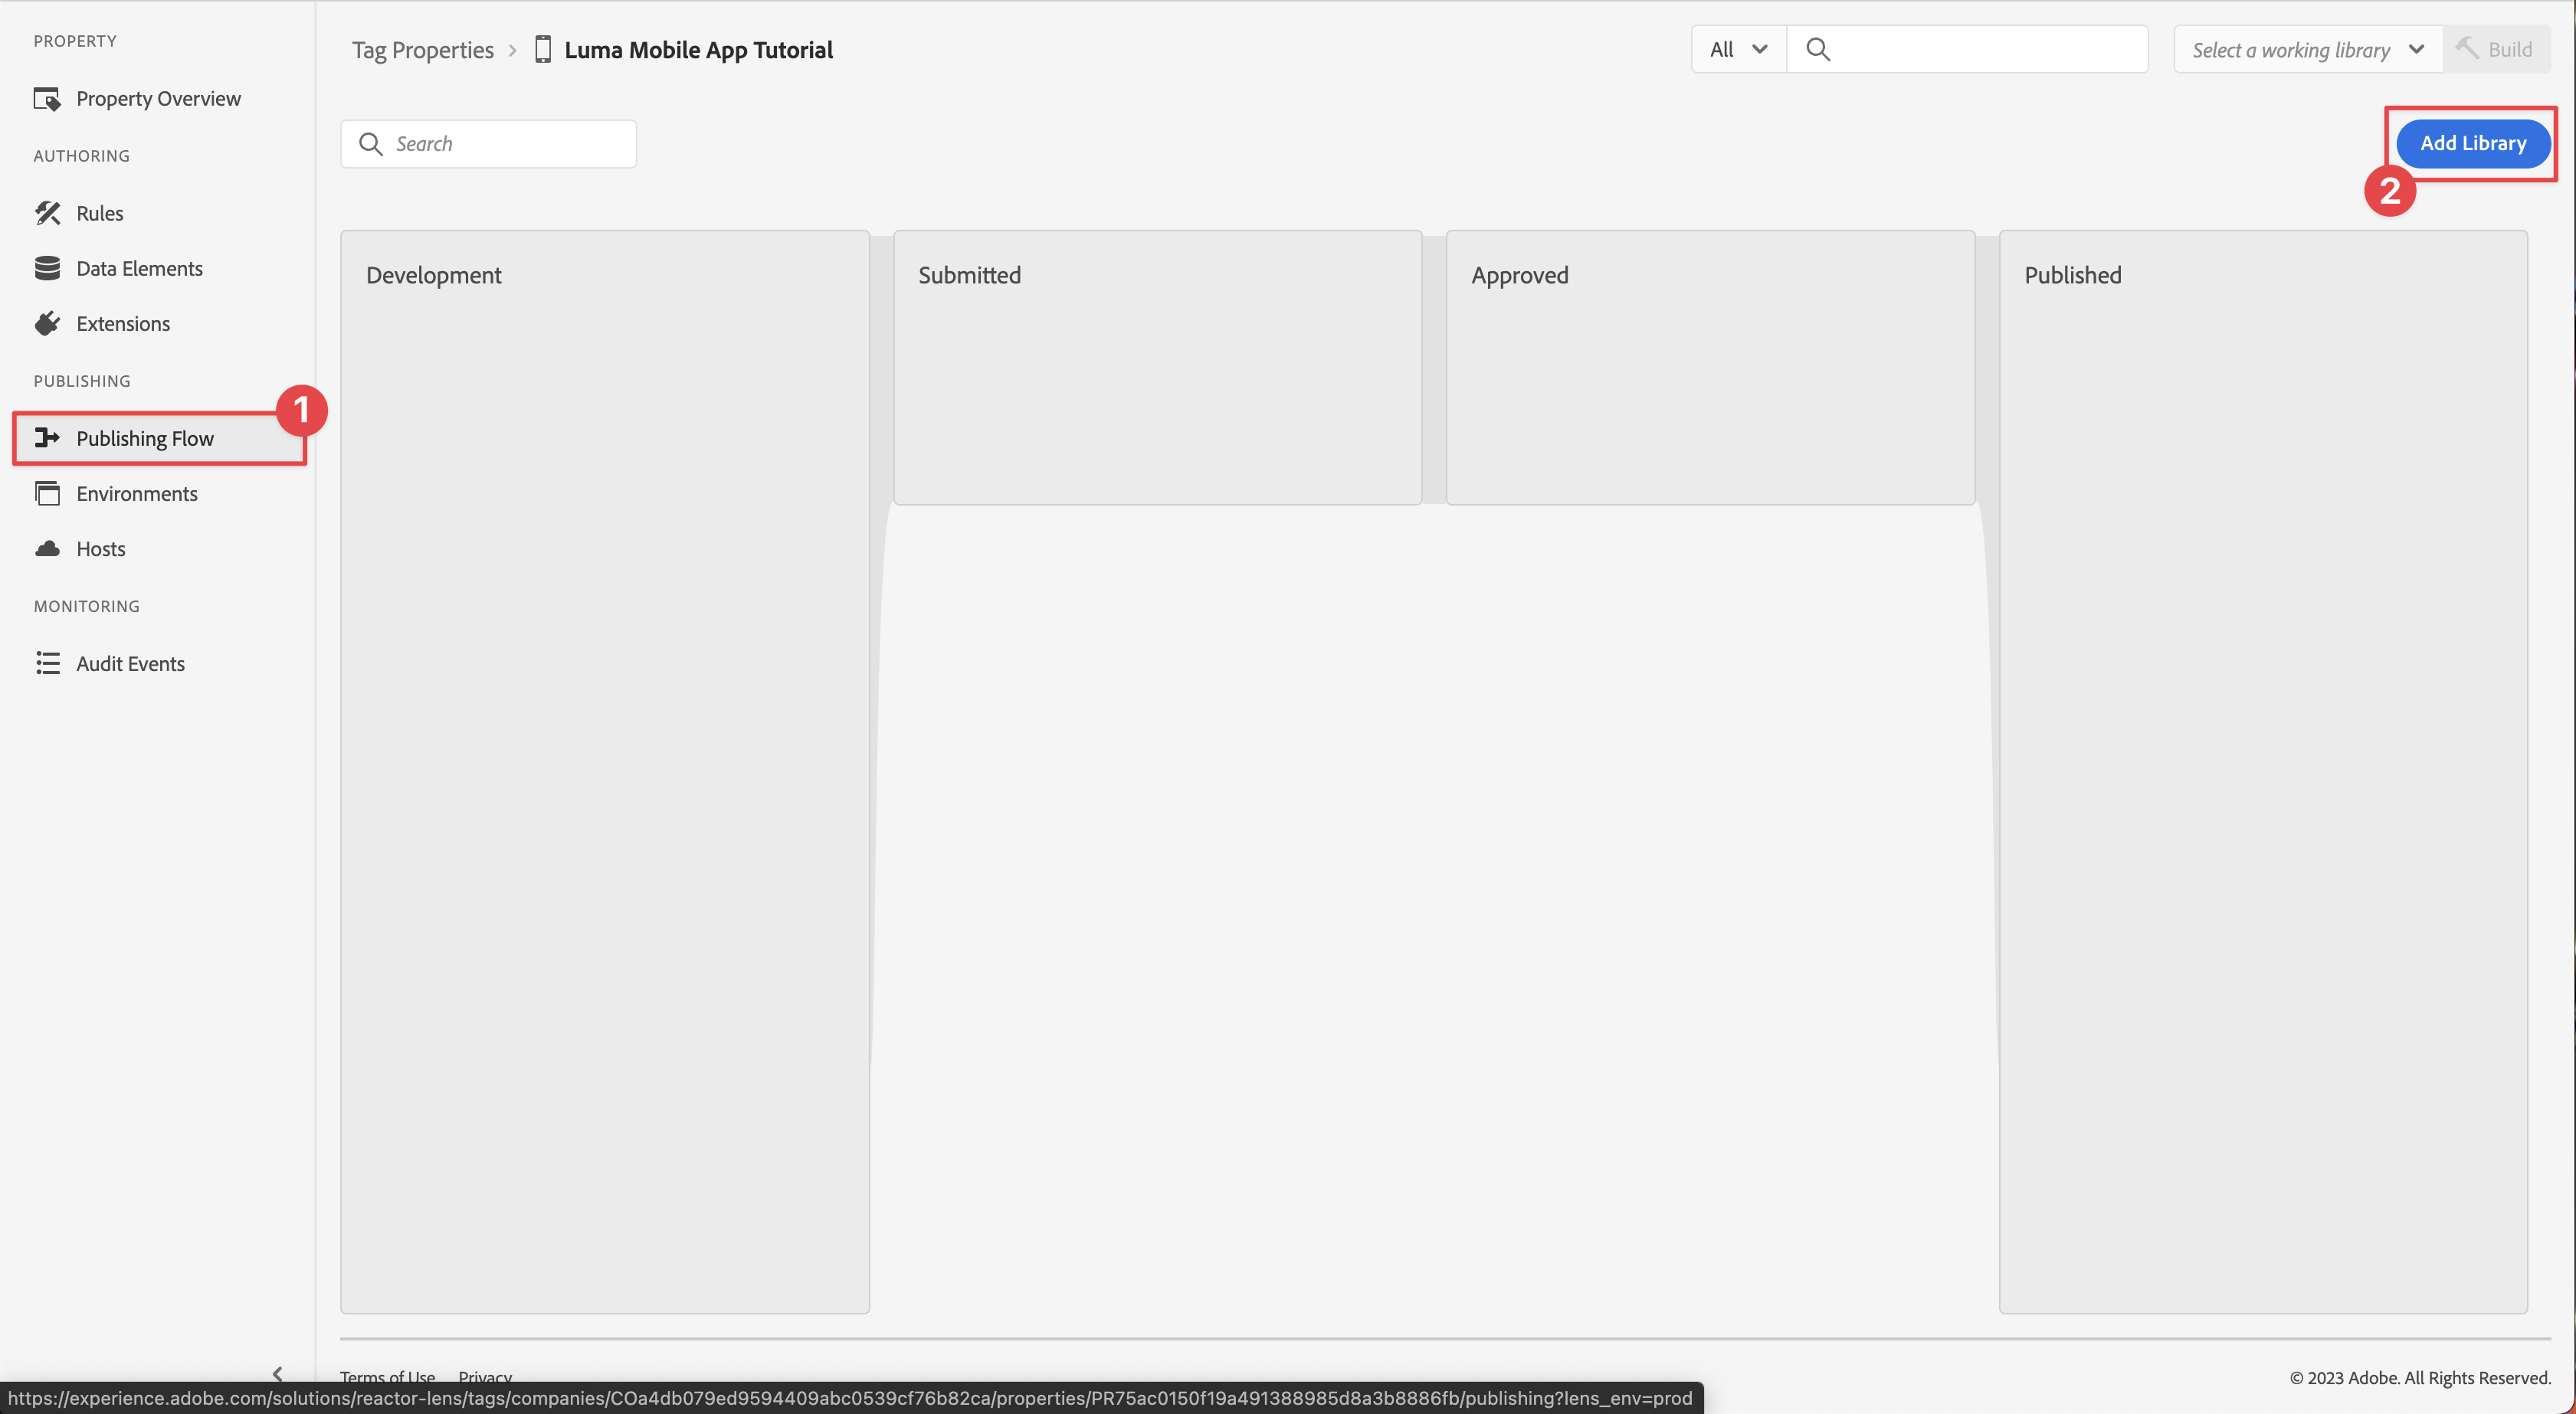 PROPERTY
Property Overview
AUTHORING
Rules
Data Elements
Extensions
PUBLISHING
1
Publishing Flow
Environments
Hosts
MONITORING
Audit Events
Tag Properties > Luma Mobile App Tutorial
All
Select a working library
Build
Search
Add Library
2
Development
Submitted
Approved
Published
Terms of Use Privacy
© 2023 Adobe. All Rights Reserved.
https://experience.adobe.com/solutions/reactor-lens/tags/companies/COa4db079ed9594409abc0539cf76b82ca/properties/PR75ac0150f19a491388985d8a3b8886fb/publishing?lens_env=prod